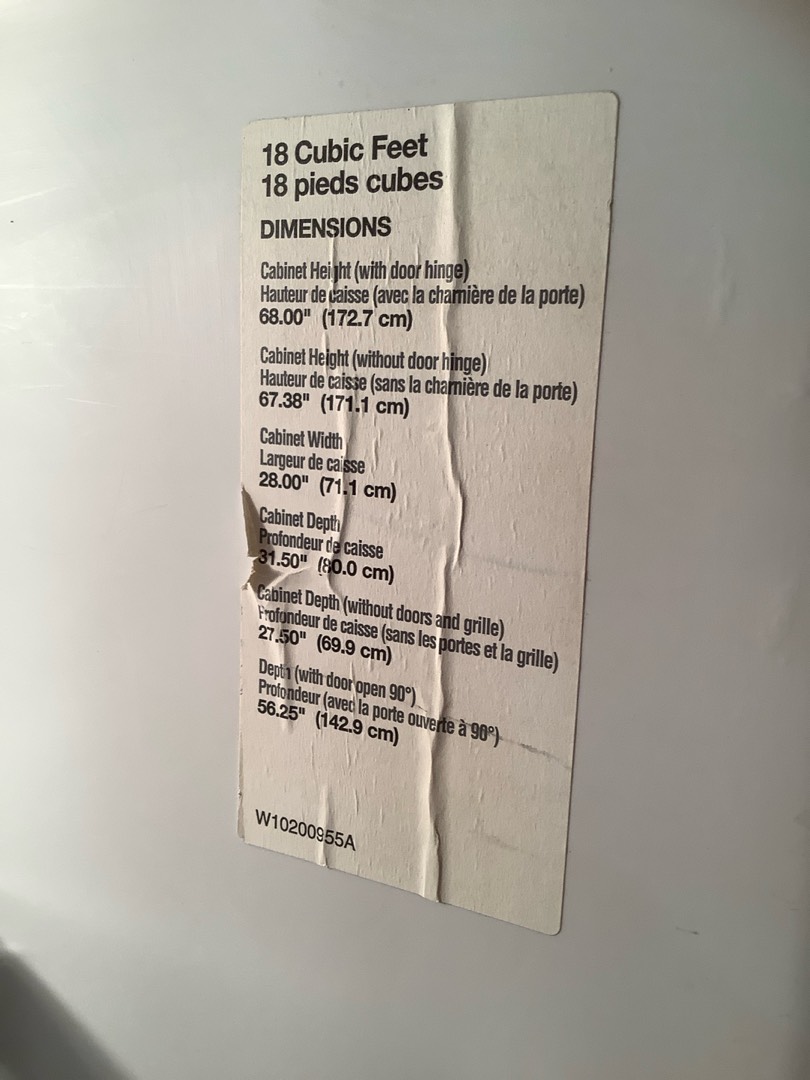 18 Cubic Feet
18 pieds cubes
DIMENSIONS
Cabinet Height (with door hinge)
Hauteur de caisse (avec la charnière de la porte)
68.00" (172.7 cm)
Cabinet Height (without door hinge)
Hauteur de caisse (sans la charnière de la porte)
67.38" (171.1 cm)
Cabinet Width
Largeur de caisse
28.00" (71.1 cm)
Cabinet Depth
Profondeur de caisse
31.50" (80.0 cm)
Cabinet Depth (without doors and grille)
Profondeur de caisse (sans les portes et la grille)
27.50" (69.9 cm)
Depth (with door open 90°)
Profondeur (avec la porte ouverte à 90°)
56.25" (142.9 cm)
W10200955A